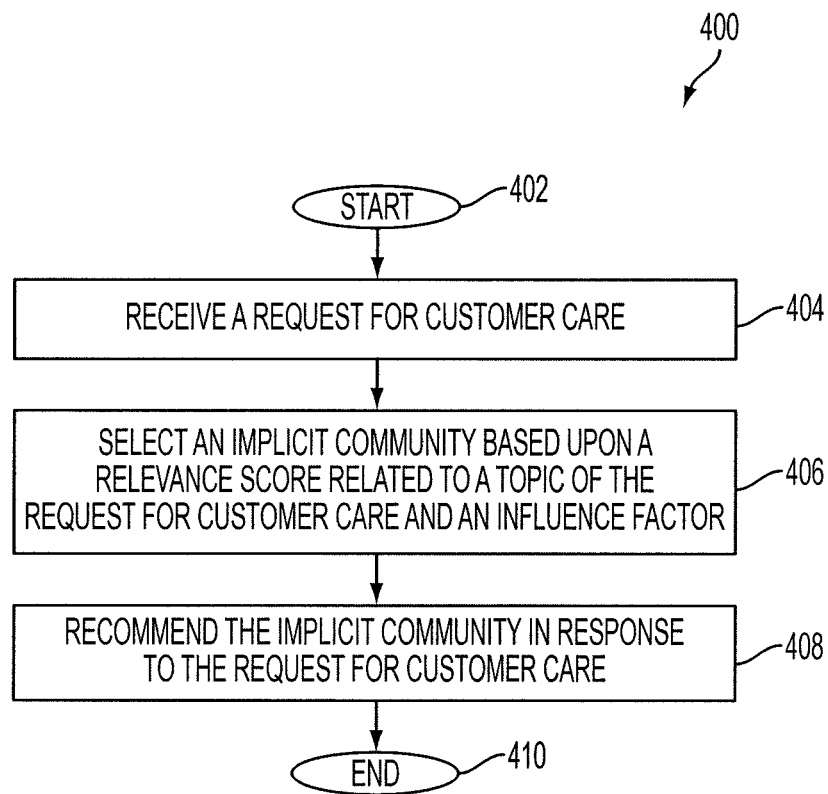 400
START
402
RECEIVE A REQUEST FOR CUSTOMER CARE
404
SELECT AN IMPLICIT COMMUNITY BASED UPON A
RELEVANCE SCORE RELATED TO A TOPIC OF THE
REQUEST FOR CUSTOMER CARE AND AN INFLUENCE FACTOR
406
RECOMMEND THE IMPLICIT COMMUNITY IN RESPONSE
TO THE REQUEST FOR CUSTOMER CARE
408
END
410